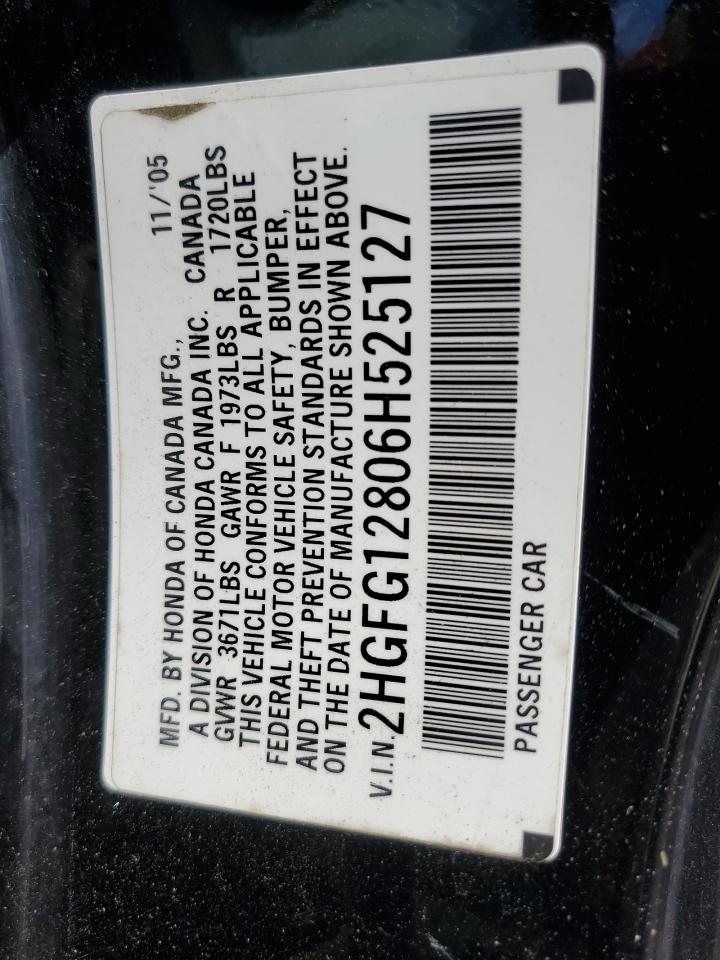 MFD. BY HONDA OF CANADA MFG., 11/'05
A DIVISION OF HONDA CANADA INC. CANADA
GVWR 3671LBS GAWR F 1973LBS R 1720LBS
THIS VEHICLE CONFORMS TO ALL APPLICABLE
FEDERAL MOTOR VEHICLE SAFETY, BUMPER,
AND THEFT PREVENTION STANDARDS IN EFFECT
ON THE DATE OF MANUFACTURE SHOWN ABOVE.
V.I.N. 2HGFG12806H525127
PASSENGER CAR